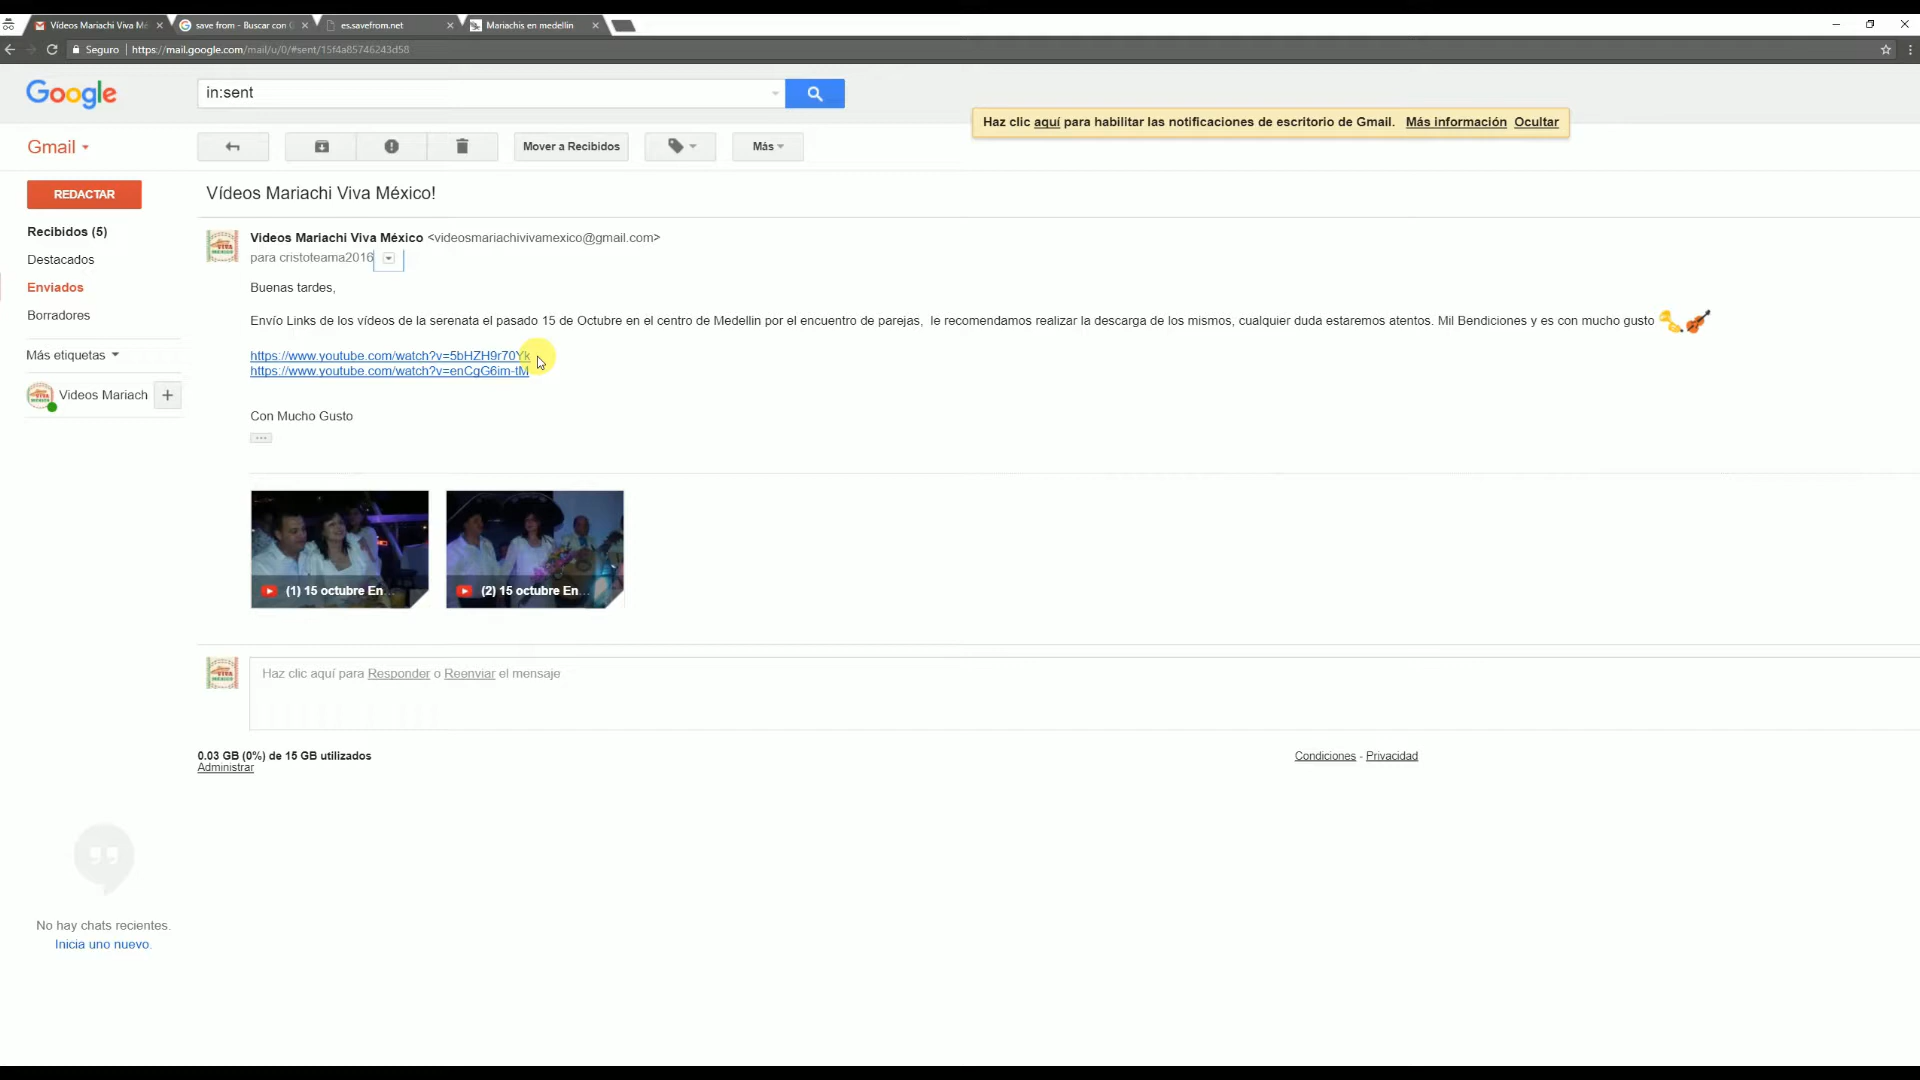 Vídeos Mariachi Viva Mé
save from - Buscar con
es.savefrom.net
Mariachis en medellin
Seguro
https://mail.google.com/mail/u/0/#sent/15f4a85746243d58
Google
in:sent
Haz clic aquí para habilitar las notificaciones de escritorio de Gmail. Más información Ocultar
Gmail
Mover a Recibidos
Más
REDACTAR
Vídeos Mariachi Viva México!
Recibidos (5)
Destacados
Enviados
Borradores
Más etiquetas
Videos Mariach
Videos Mariachi Viva México <videosmariachivivamexico@gmail.com>
para cristoteama2016
Buenas tardes,
Envío Links de los vídeos de la serenata el pasado 15 de Octubre en el centro de Medellin por el encuentro de parejas, le recomendamos realizar la descarga de los mismos, cualquier duda estaremos atentos. Mil Bendiciones y es con mucho gusto
https://www.youtube.com/watch?v=5bHZH9r70Yk
https://www.youtube.com/watch?v=enCgG6im-tM
Con Mucho Gusto
(1) 15 octubre En...
(2) 15 octubre En...
Haz clic aquí para Responder o Reenviar el mensaje
0.03 GB (0%) de 15 GB utilizados
Administrar
Condiciones - Privacidad
No hay chats recientes.
Inicia uno nuevo.